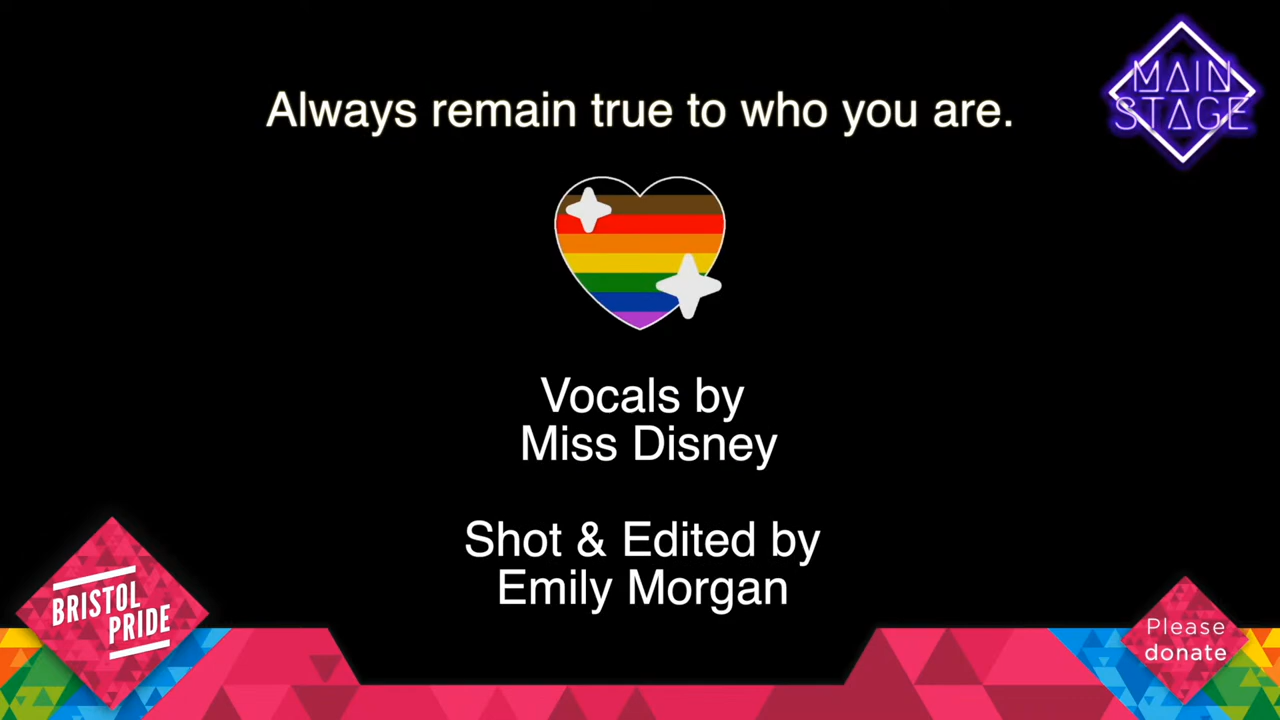 MAIN
STAGE
Always remain true to who you are.
Vocals by
Miss Disney
Shot & Edited by
Emily Morgan
BRISTOL
PRIDE
Please
donate